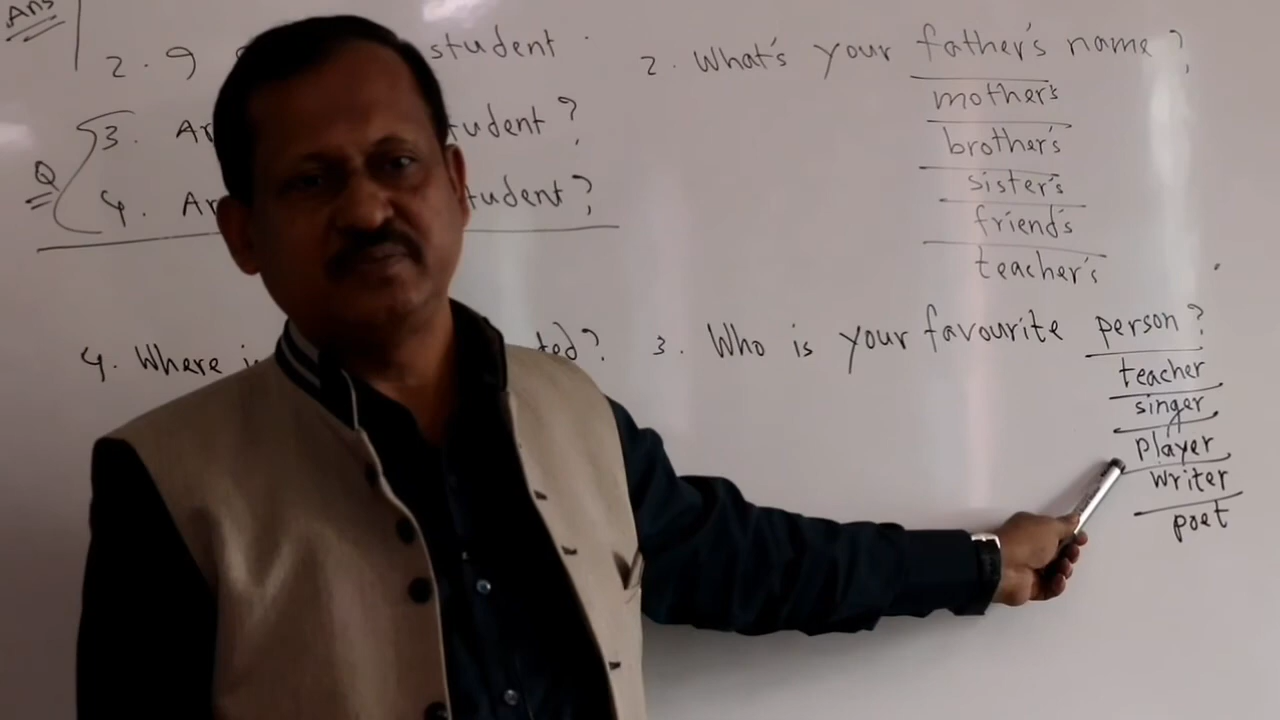 Ans
2. 9 student.
3. Ar tudent?
Q
4. Ar tudent?
4. Where i ted?
2. What's your father's name?
mother's
brother's
sister's
friend's
teacher's
3. Who is your favourite person?
teacher
singer
player
writer
poet